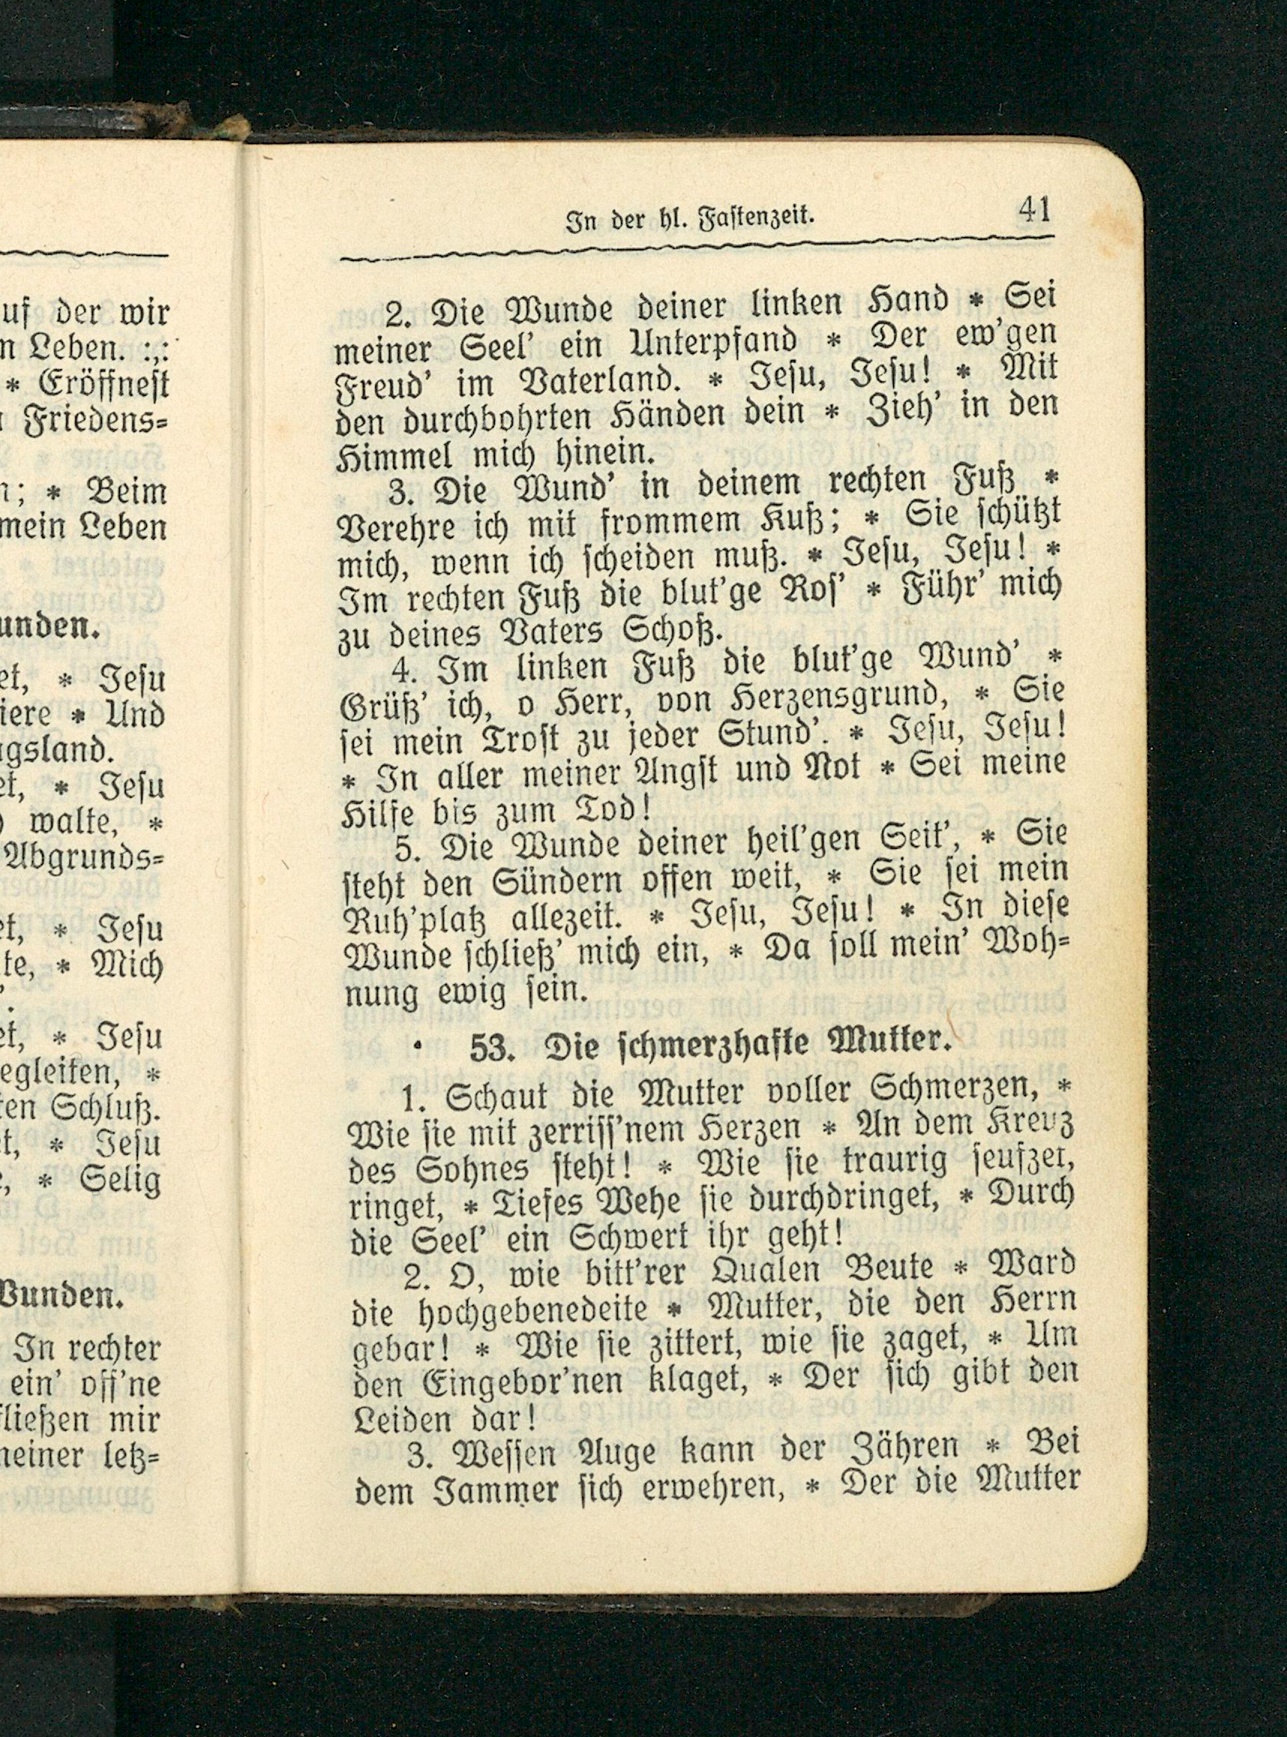 uf der wir
n Leben. :,:
* Eröffnest
Friedens=
n; * Beim
mein Leben
unden.
et, * Jesu
iere * Und
gsland.
et, * Jesu
walte, *
Abgrunds=
et, * Jesu
te, * Mich
et, * Jesu
egleiten, *
ten Schluß.
t, * Jesu
e, * Selig
Wunden.
In rechter
ein' off'ne
fließen mir
meiner letz=
In der hl. Fastenzeit. 41
2. Die Wunde deiner linken Hand * Sei
meiner Seel' ein Unterpfand * Der ew'gen
Freud' im Vaterland. * Jesu, Jesu! * Mit
den durchbohrten Händen dein * Zieh' in den
Himmel mich hinein.
3. Die Wund' in deinem rechten Fuß *
Verehre ich mit frommem Kuß; * Sie schützt
mich, wenn ich scheiden muß. * Jesu, Jesu! *
Im rechten Fuß die blut'ge Ros' * Führ' mich
zu deines Vaters Schoß.
4. Im linken Fuß die blut'ge Wund' *
Grüß' ich, o Herr, von Herzensgrund, * Sie
sei mein Trost zu jeder Stund'. * Jesu, Jesu!
* In aller meiner Angst und Not * Sei meine
Hilfe bis zum Tod!
5. Die Wunde deiner heil'gen Seit', * Sie
steht den Sündern offen weit, * Sie sei mein
Ruh'platz allezeit. * Jesu, Jesu! * In diese
Wunde schließ' mich ein, * Da soll mein' Woh=
nung ewig sein.
53. Die schmerzhafte Mutter.
1. Schaut die Mutter voller Schmerzen, *
Wie sie mit zerriss'nem Herzen * An dem Kreuz
des Sohnes steht! * Wie sie traurig seufzet,
ringet, * Tiefes Wehe sie durchdringet, * Durch
die Seel' ein Schwert ihr geht!
2. O, wie bitt'rer Qualen Beute * Ward
die hochgebenedeite * Mutter, die den Herrn
gebar! * Wie sie zittert, wie sie zaget, * Um
den Eingebor'nen klaget, * Der sich gibt den
Leiden dar!
3. Wessen Auge kann der Zähren * Bei
dem Jammer sich erwehren, * Der die Mutter